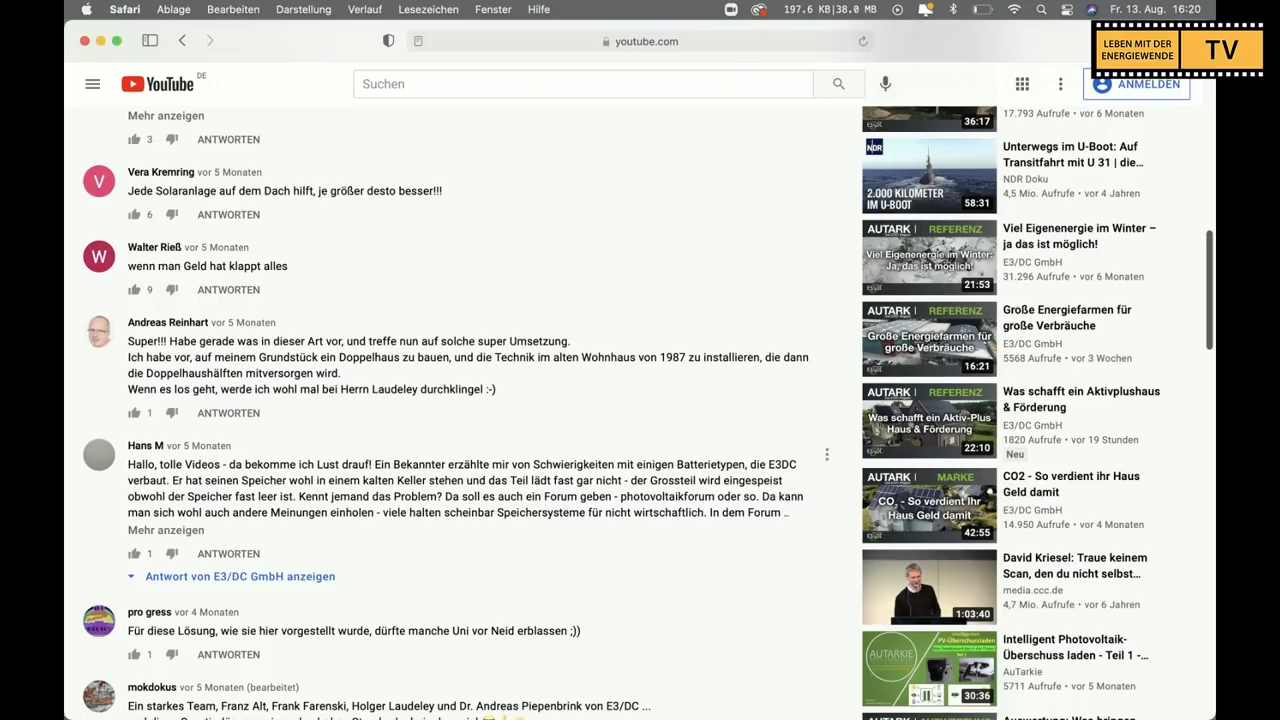 Safari Ablage Bearbeiten Darstellung Verlauf Lesezeichen Fenster Hilfe 197.6 KB|38.0 MB Fr. 13. Aug. 16:20
LEBEN MIT DER
ENERGIEWENDE
TV
youtube.com
YouTube DE
Suchen
ANMELDEN
Mehr anzeigen
3 ANTWORTEN
Vera Kremring vor 5 Monaten
Jede Solaranlage auf dem Dach hilft, je größer desto besser!!!
6 ANTWORTEN
Walter Rieß vor 5 Monaten
wenn man Geld hat klappt alles
9 ANTWORTEN
Andreas Reinhart vor 5 Monaten
Super!!! Habe gerade was in dieser Art vor, und treffe nun auf solche super Umsetzung.
Ich habe vor, auf meinem Grundstück ein Doppelhaus zu bauen, und die Technik im alten Wohnhaus von 1987 zu installieren, die dann
die Doppelhaushälften mitversorgen wird.
Wenn es los geht, werde ich wohl mal bei Herrn Laudeley durchklingel :-)
1 ANTWORTEN
Hans M vor 5 Monaten
Hallo, tolle Videos - da bekomme ich Lust drauf! Ein Bekannter erzählte mir von Schwierigkeiten mit einigen Batterietypen, die E3DC
verbaut. Er hat seinen Speicher wohl in einem kalten Keller stehen und das Teil lädt fast gar nicht - der Grossteil wird eingespeist
obwohl der Speicher fast leer ist. Kennt jemand das Problem? Da soll es auch ein Forum geben - photovoltaikforum oder so. Da kann
man sich wohl auch andere Meinungen einholen - viele halten scheinbar Speichersysteme für nicht wirtschaftlich. In dem Forum ...
Mehr anzeigen
1 ANTWORTEN
Antwort von E3/DC GmbH anzeigen
pro gress vor 4 Monaten
Für diese Lösung, wie sie hier vorgestellt wurde, dürfte manche Uni vor Neid erblassen ;))
1 ANTWORTEN
mokdokus vor 5 Monaten (bearbeitet)
Ein starkes Team, Franz Alt, Frank Farenski, Holger Laudeley und Dr. Andreas Piepenbrink von E3/DC ...
36:17
17.793 Aufrufe • vor 6 Monaten
NDR
2.000 KILOMETER
IM U-BOOT
58:31
Unterwegs im U-Boot: Auf
Transitfahrt mit U 31 | die…
NDR Doku
4,5 Mio. Aufrufe • vor 4 Jahren
AUTARK | REFERENZ
Viel Eigenenergie im Winter:
Ja, das ist möglich!
E3/DC
21:53
Viel Eigenenergie im Winter –
ja das ist möglich!
E3/DC GmbH
31.296 Aufrufe • vor 6 Monaten
AUTARK | REFERENZ
Große Energiefarmen für
große Verbräuche
E3/DC
16:21
Große Energiefarmen für
große Verbräuche
E3/DC GmbH
5568 Aufrufe • vor 3 Wochen
AUTARK | REFERENZ
Was schafft ein Aktiv-Plus
Haus & Förderung
E3/DC
22:10
Was schafft ein Aktivplushaus
& Förderung
E3/DC GmbH
1820 Aufrufe • vor 19 Stunden
Neu
AUTARK | MARKE
CO₂ - So verdient Ihr
Haus Geld damit
E3/DC
42:55
CO2 - So verdient ihr Haus
Geld damit
E3/DC GmbH
14.950 Aufrufe • vor 4 Monaten
1:03:40
David Kriesel: Traue keinem
Scan, den du nicht selbst…
media.ccc.de
4,7 Mio. Aufrufe • vor 6 Jahren
AUTARKIE
PV-Überschussladen
30:36
Intelligent Photovoltaik-
Überschuss laden - Teil 1 -…
AuTarkie
5711 Aufrufe • vor 5 Monaten